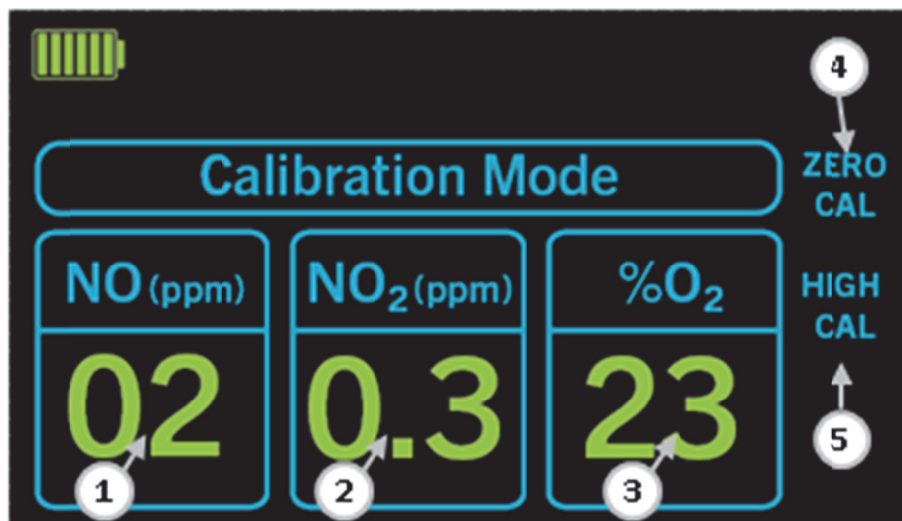 4
Calibration Mode
ZERO
CAL
NO (ppm)
NO₂ (ppm)
%O₂
HIGH
CAL
02
0.3
23
1
2
3
5